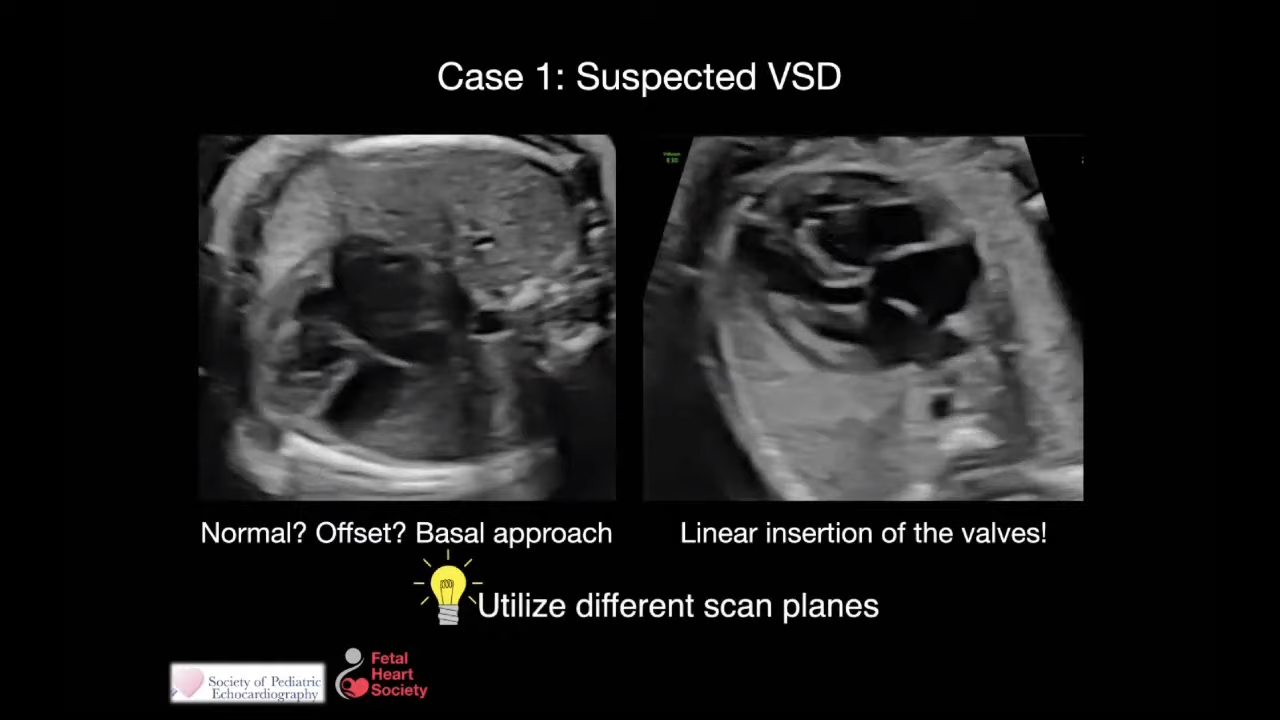 Case 1: Suspected VSD
Normal? Offset? Basal approach
Linear insertion of the valves!
Utilize different scan planes
Society of Pediatric
Echocardiography
Fetal
Heart
Society